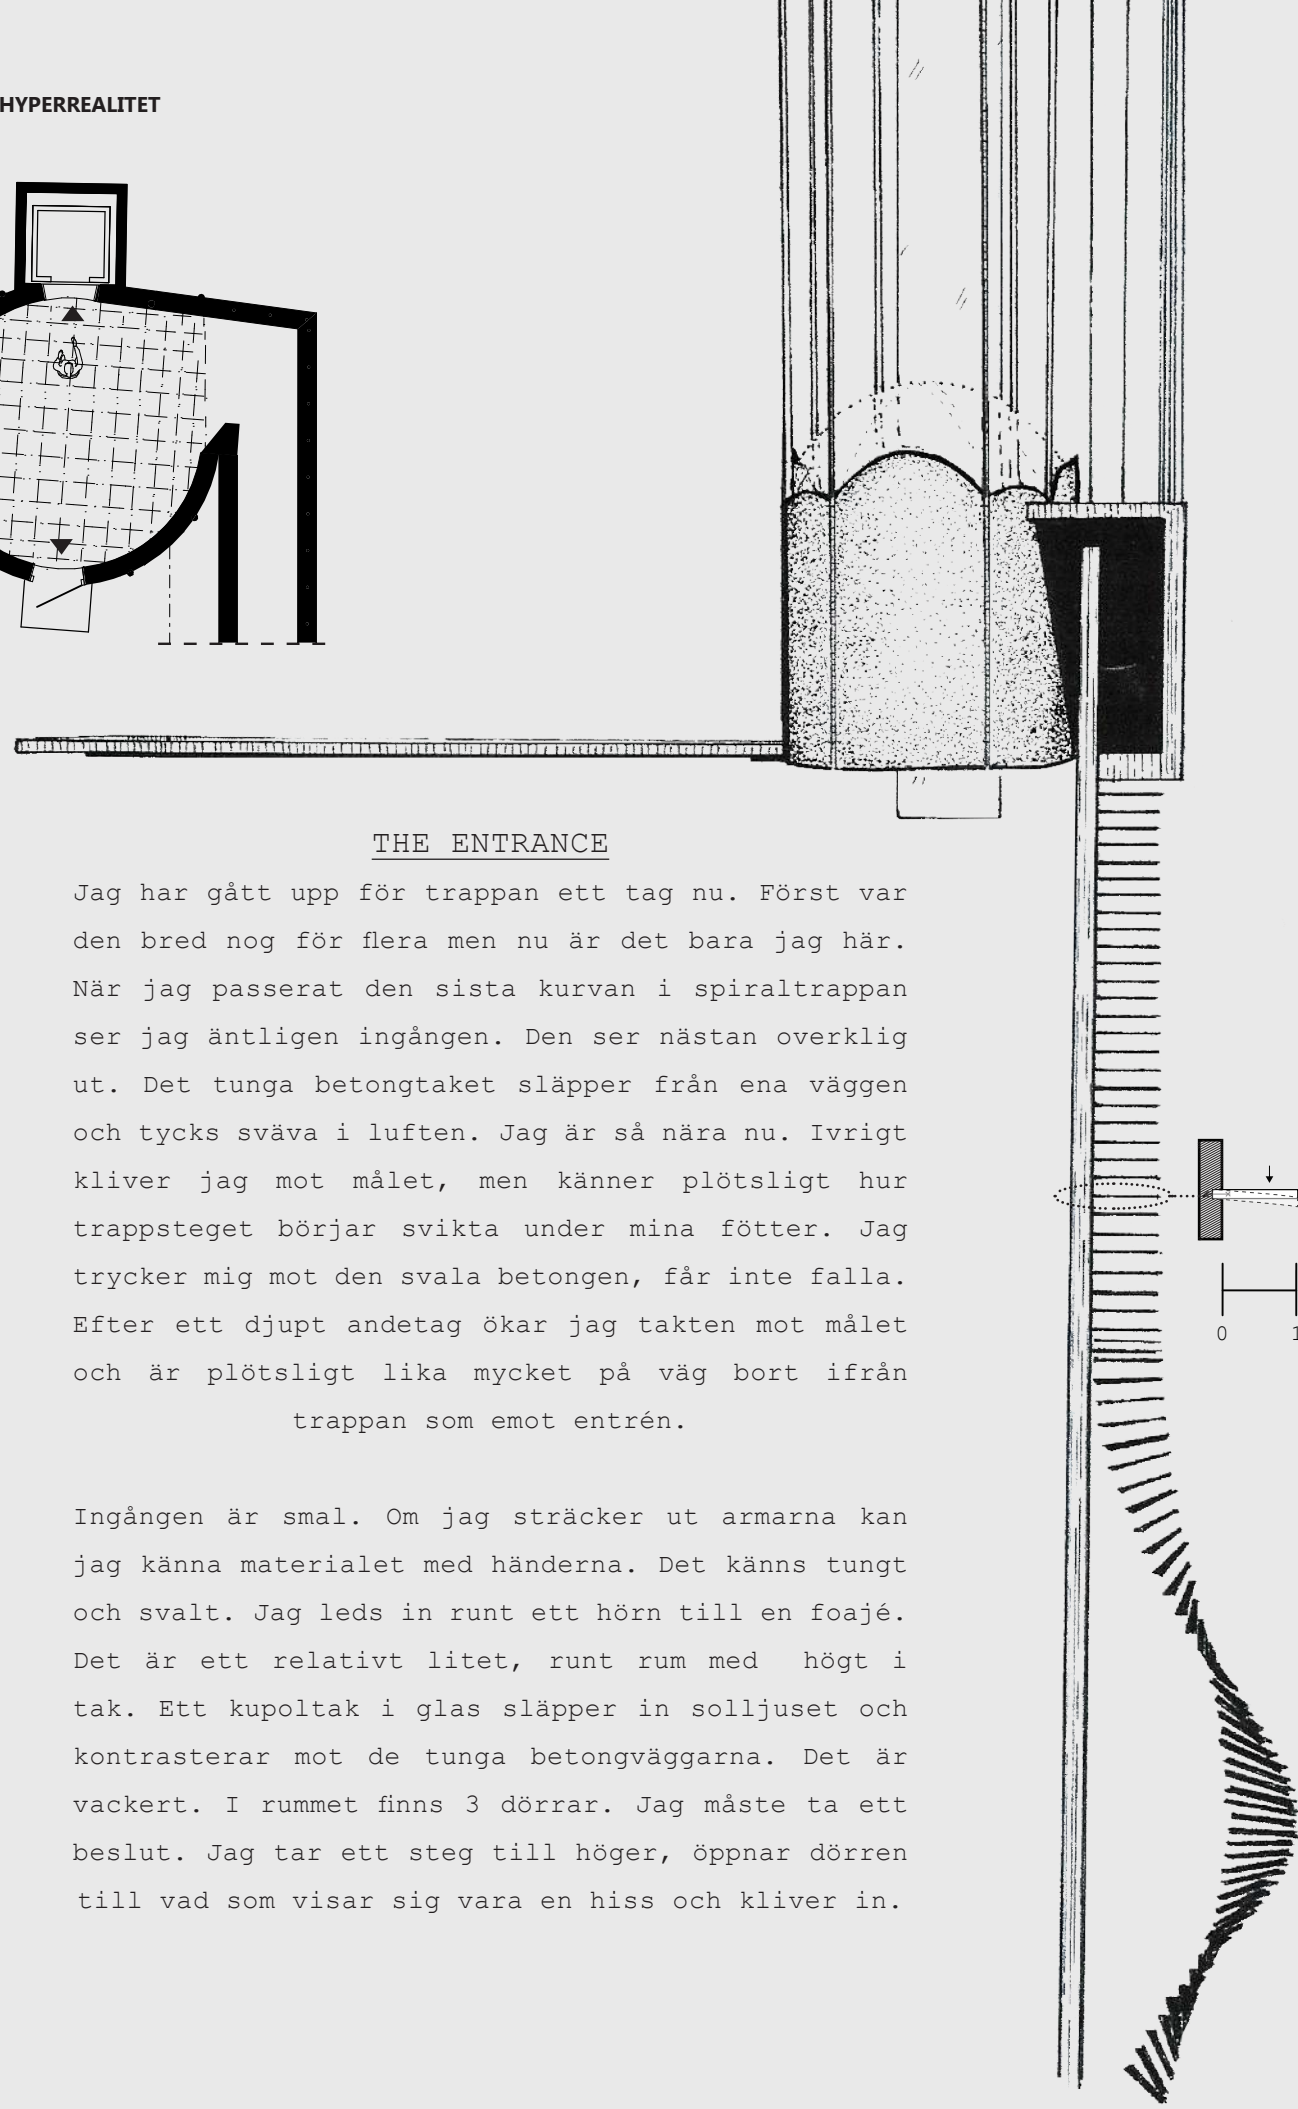 HYPERREALITET
THE ENTRANCE
Jag har gått upp för trappan ett tag nu. Först var
den bred nog för flera men nu är det bara jag här.
När jag passerat den sista kurvan i spiraltrappan
ser jag äntligen ingången. Den ser nästan overklig
ut. Det tunga betongtaket släpper från ena väggen
och tycks sväva i luften. Jag är så nära nu. Ivrigt
kliver jag mot målet, men känner plötsligt hur
trappsteget börjar svikta under mina fötter. Jag
trycker mig mot den svala betongen, får inte falla.
Efter ett djupt andetag ökar jag takten mot målet
och är plötsligt lika mycket på väg bort ifrån
trappan som emot entrén.
Ingången är smal. Om jag sträcker ut armarna kan
jag känna materialet med händerna. Det känns tungt
och svalt. Jag leds in runt ett hörn till en foajé.
Det är ett relativt litet, runt rum med högt i
tak. Ett kupoltak i glas släpper in solljuset och
kontrasterar mot de tunga betongväggarna. Det är
vackert. I rummet finns 3 dörrar. Jag måste ta ett
beslut. Jag tar ett steg till höger, öppnar dörren
till vad som visar sig vara en hiss och kliver in.
0 1